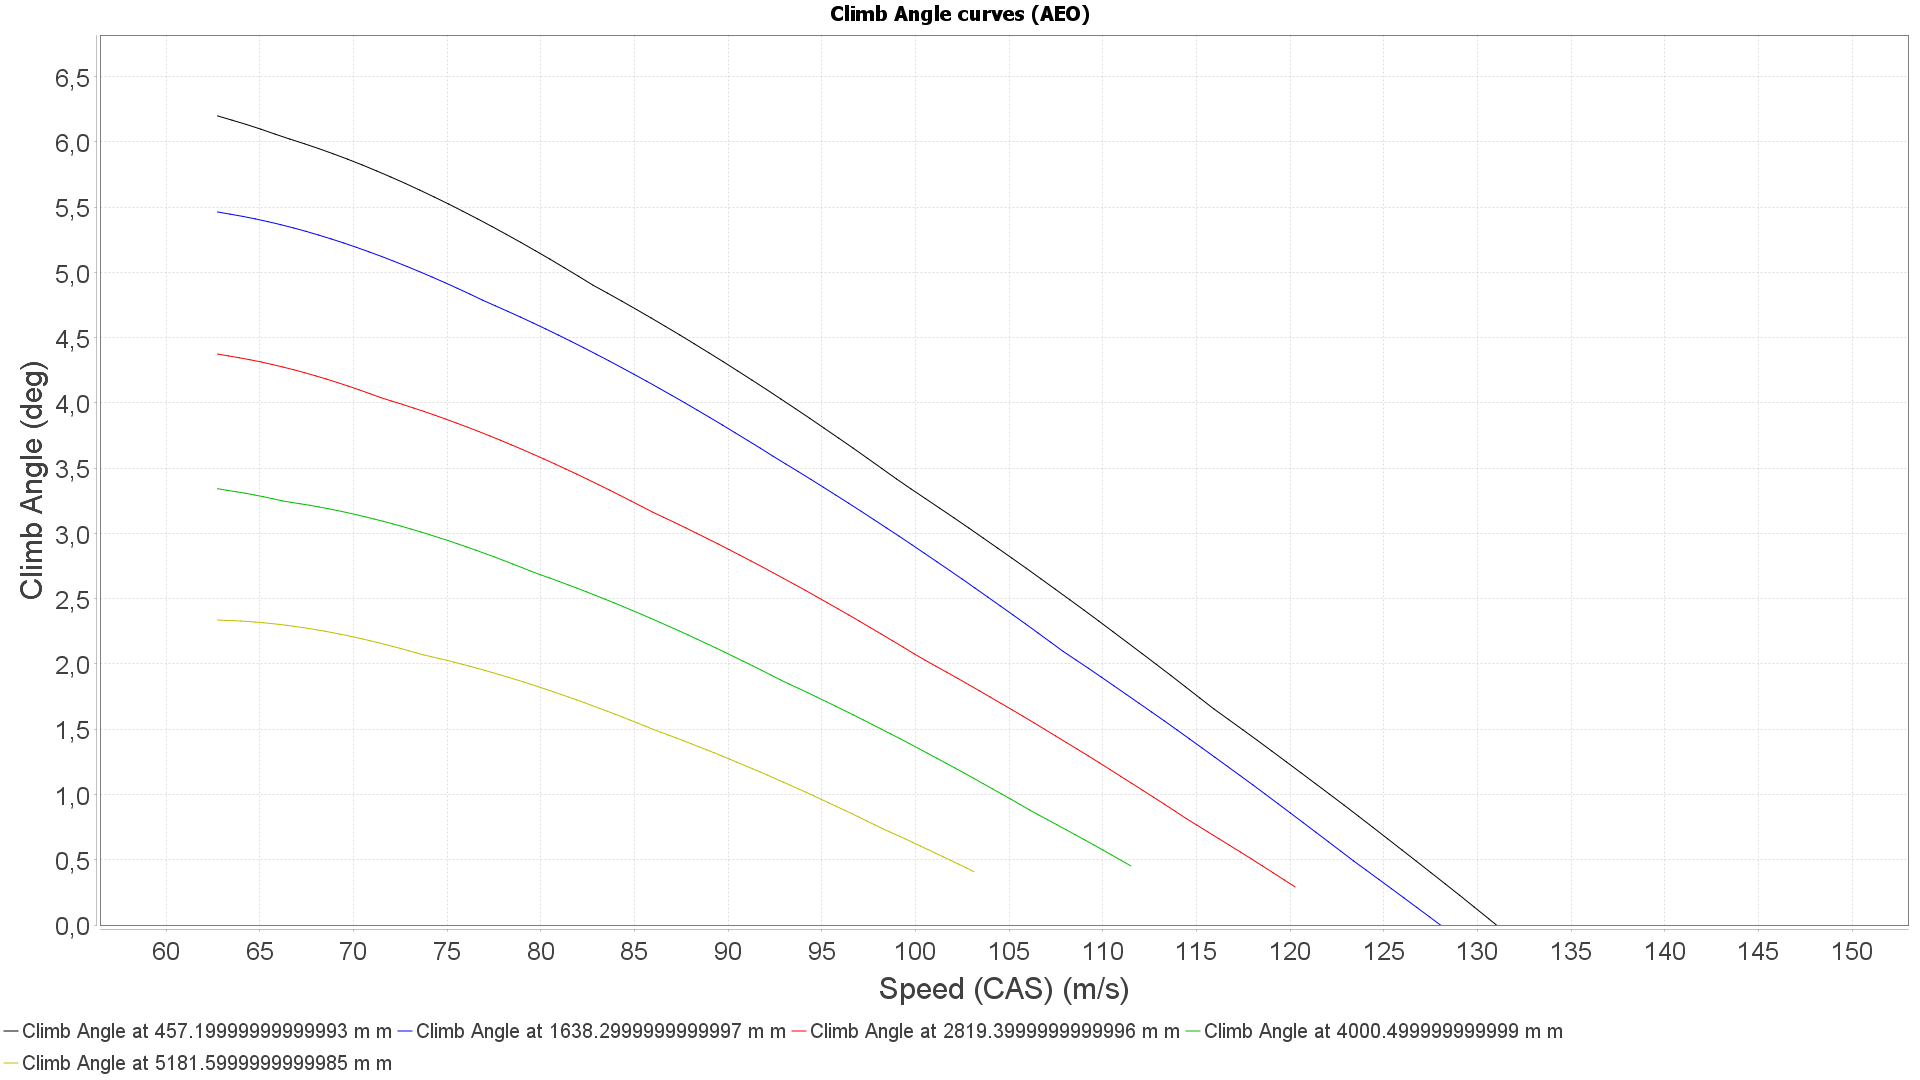 Climb Angle curves (AEO)
6,5
6,0
5,5
5,0
4,5
4,0
3,5
3,0
2,5
2,0
1,5
1,0
0,5
0,0
Climb Angle (deg)
60 65 70 75 80 85 90 95 100 105 110 115 120 125 130 135 140 145 150
Speed (CAS) (m/s)
Climb Angle at 457.19999999999993 m m Climb Angle at 1638.2999999999997 m m Climb Angle at 2819.3999999999996 m m Climb Angle at 4000.499999999999 m m
Climb Angle at 5181.5999999999985 m m